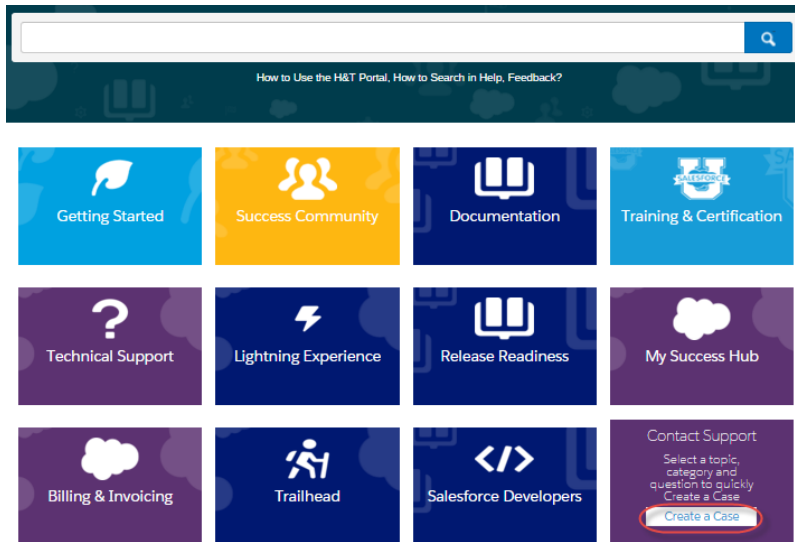 How to Use the H&T Portal, How to Search in Help, Feedback?
Getting Started
Success Community
Documentation
SALESFORCE
Training & Certification
Technical Support
Lightning Experience
Release Readiness
My Success Hub
Billing & Invoicing
Trailhead
</>
Salesforce Developers
Contact Support
Select a topic,
category and
question to quickly
Create a Case
Create a Case